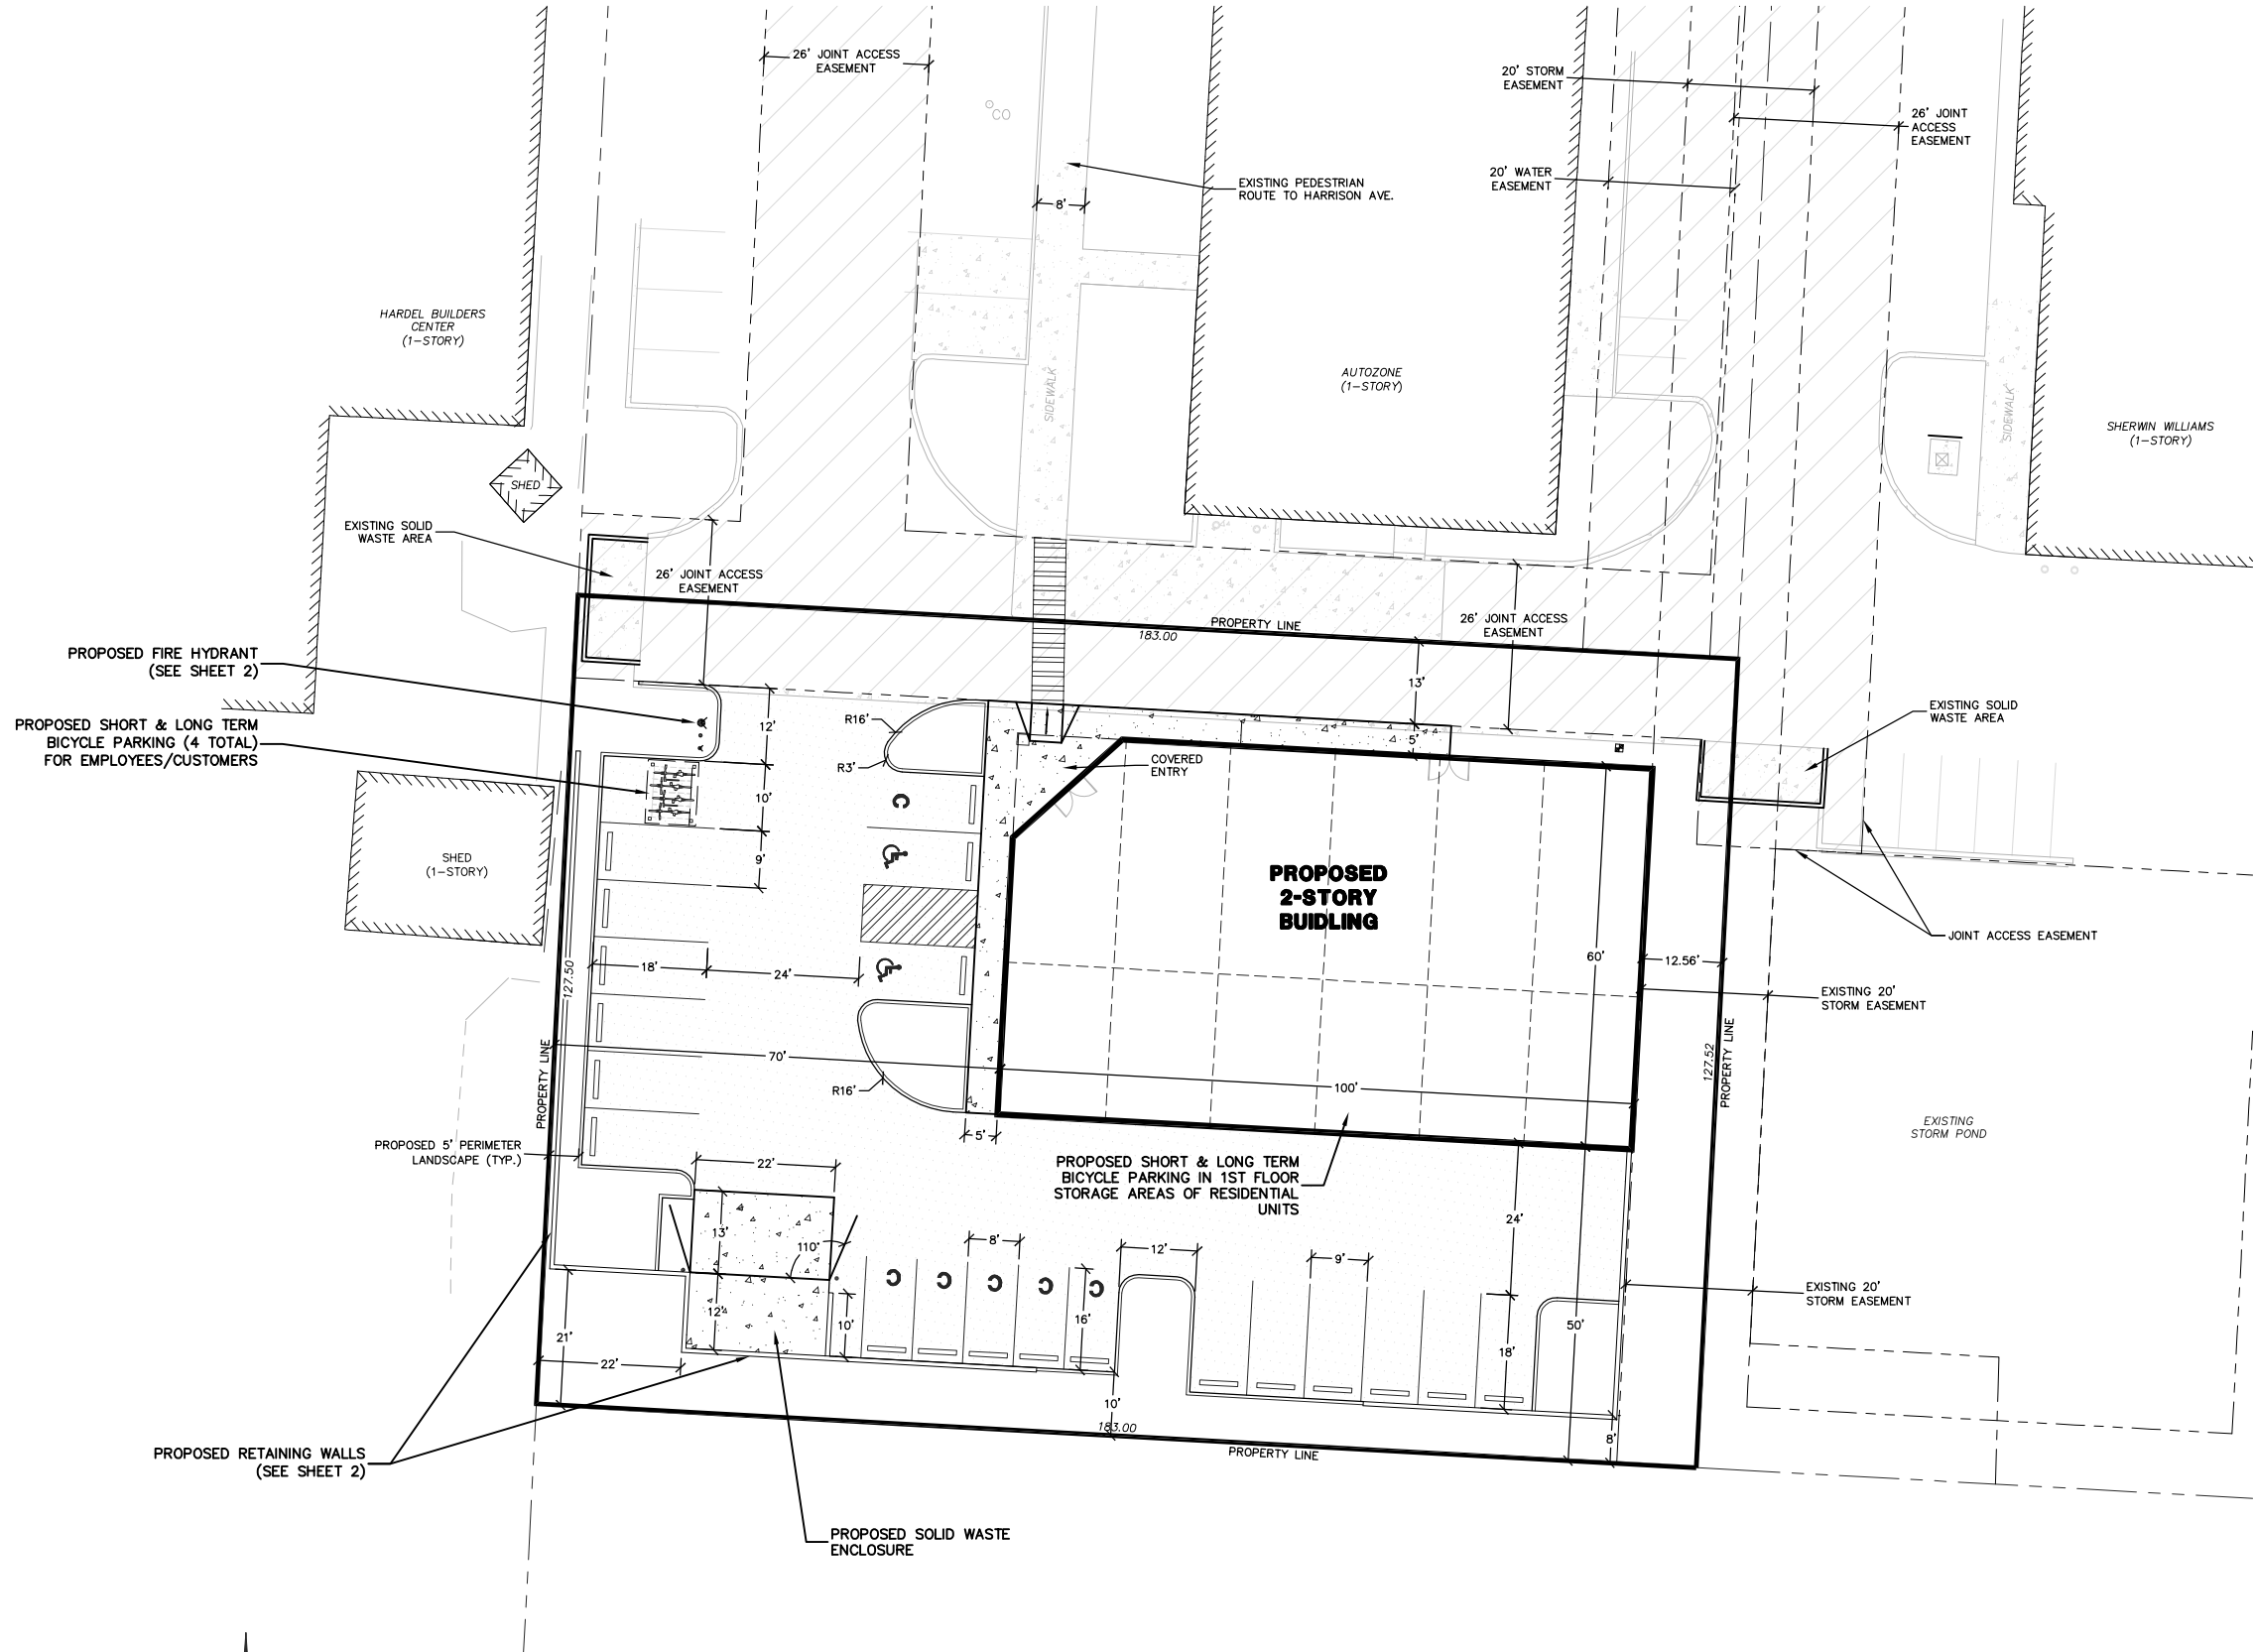 26' JOINT ACCESS
EASEMENT
20' STORM
EASEMENT
26' JOINT
ACCESS
EASEMENT
CO
20' WATER
EASEMENT
EXISTING PEDESTRIAN
ROUTE TO HARRISON AVE.
8'
HARDEL BUILDERS
CENTER
(1-STORY)
SIDEWALK
AUTOZONE
(1-STORY)
SIDEWALK
SHERWIN WILLIAMS
(1-STORY)
SHED
EXISTING SOLID
WASTE AREA
26' JOINT ACCESS
EASEMENT
PROPERTY LINE
183.00
26' JOINT ACCESS
EASEMENT
PROPOSED FIRE HYDRANT
(SEE SHEET 2)
13'
EXISTING SOLID
WASTE AREA
PROPOSED SHORT & LONG TERM
BICYCLE PARKING (4 TOTAL)
FOR EMPLOYEES/CUSTOMERS
12'
R16'
R3'
5'
COVERED
ENTRY
10'
C
9'
SHED
(1-STORY)
PROPOSED
2-STORY
BUIDLING
JOINT ACCESS EASEMENT
60'
12.56'
18'
24'
127.50
EXISTING 20'
STORM EASEMENT
PROPERTY LINE
70'
100'
R16'
127.52
PROPERTY LINE
5'
EXISTING
STORM POND
PROPOSED 5' PERIMETER
LANDSCAPE (TYP.)
22'
PROPOSED SHORT & LONG TERM
BICYCLE PARKING IN 1ST FLOOR
STORAGE AREAS OF RESIDENTIAL
UNITS
24'
13'
110°
8'
12'
9'
C C C C C
EXISTING 20'
STORM EASEMENT
12'
10'
16'
21'
22'
50'
18'
10'
183.00
PROPERTY LINE
8'
PROPOSED RETAINING WALLS
(SEE SHEET 2)
PROPOSED SOLID WASTE
ENCLOSURE